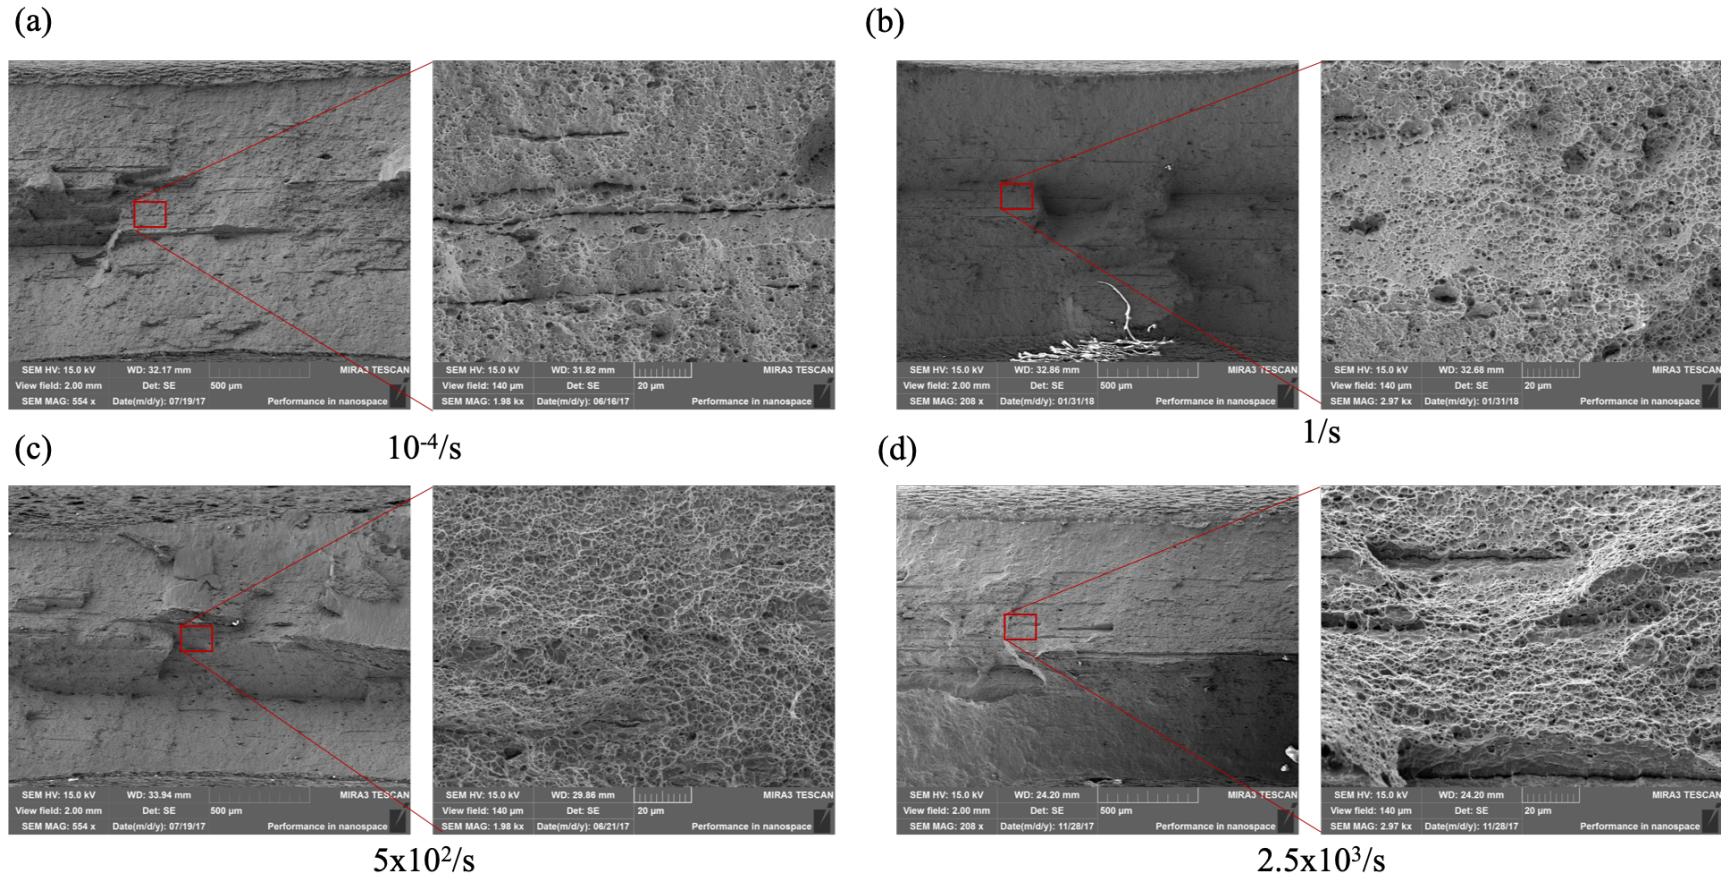 (a)
(b)
SEM HV: 15.0 kV WD: 32.17 mm MIRA3 TESCAN
View field: 2.00 mm Det: SE 500 µm
SEM MAG: 554 x Date(m/d/y): 07/19/17 Performance in nanospace
SEM HV: 15.0 kV WD: 31.82 mm MIRA3 TESCAN
View field: 140 µm Det: SE 20 µm
SEM MAG: 1.98 kx Date(m/d/y): 06/16/17 Performance in nanospace
SEM HV: 15.0 kV WD: 32.86 mm MIRA3 TESCAN
View field: 2.00 mm Det: SE 500 µm
SEM MAG: 208 x Date(m/d/y): 01/31/18 Performance in nanospace
SEM HV: 15.0 kV WD: 32.68 mm MIRA3 TESCAN
View field: 140 µm Det: SE 20 µm
SEM MAG: 2.97 kx Date(m/d/y): 01/31/18 Performance in nanospace
10⁻⁴/s
1/s
(c)
(d)
SEM HV: 15.0 kV WD: 33.94 mm MIRA3 TESCAN
View field: 2.00 mm Det: SE 500 µm
SEM MAG: 554 x Date(m/d/y): 07/19/17 Performance in nanospace
SEM HV: 15.0 kV WD: 29.86 mm MIRA3 TESCAN
View field: 140 µm Det: SE 20 µm
SEM MAG: 1.98 kx Date(m/d/y): 06/21/17 Performance in nanospace
SEM HV: 15.0 kV WD: 24.20 mm MIRA3 TESCAN
View field: 2.00 mm Det: SE 500 µm
SEM MAG: 208 x Date(m/d/y): 11/28/17 Performance in nanospace
SEM HV: 15.0 kV WD: 24.20 mm MIRA3 TESCAN
View field: 140 µm Det: SE 20 µm
SEM MAG: 2.97 kx Date(m/d/y): 11/28/17 Performance in nanospace
5x10²/s
2.5x10³/s